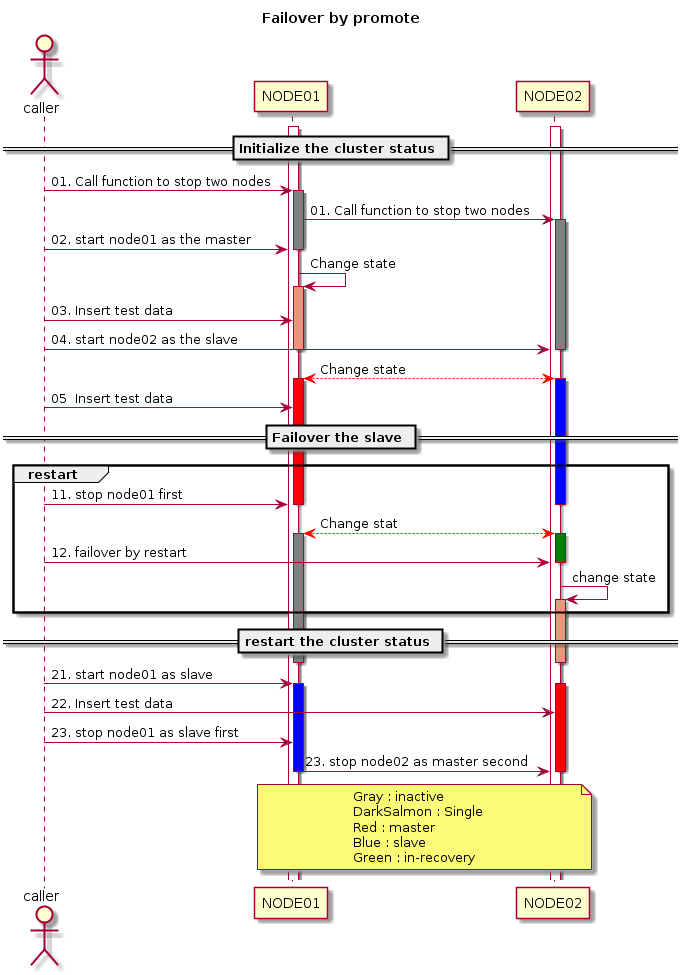 Failover by promote
caller
NODE01
NODE02
Initialize the cluster status
01. Call function to stop two nodes
01. Call function to stop two nodes
02. start node01 as the master
Change state
03. Insert test data
04. start node02 as the slave
Change state
05  Insert test data
Failover the slave
restart
11. stop node01 first
Change stat
12. failover by restart
change state
restart the cluster status
21. start node01 as slave
22. Insert test data
23. stop node01 as slave first
23. stop node02 as master second
Gray : inactive
DarkSalmon : Single
Red : master
Blue : slave
Green : in-recovery
caller
NODE01
NODE02